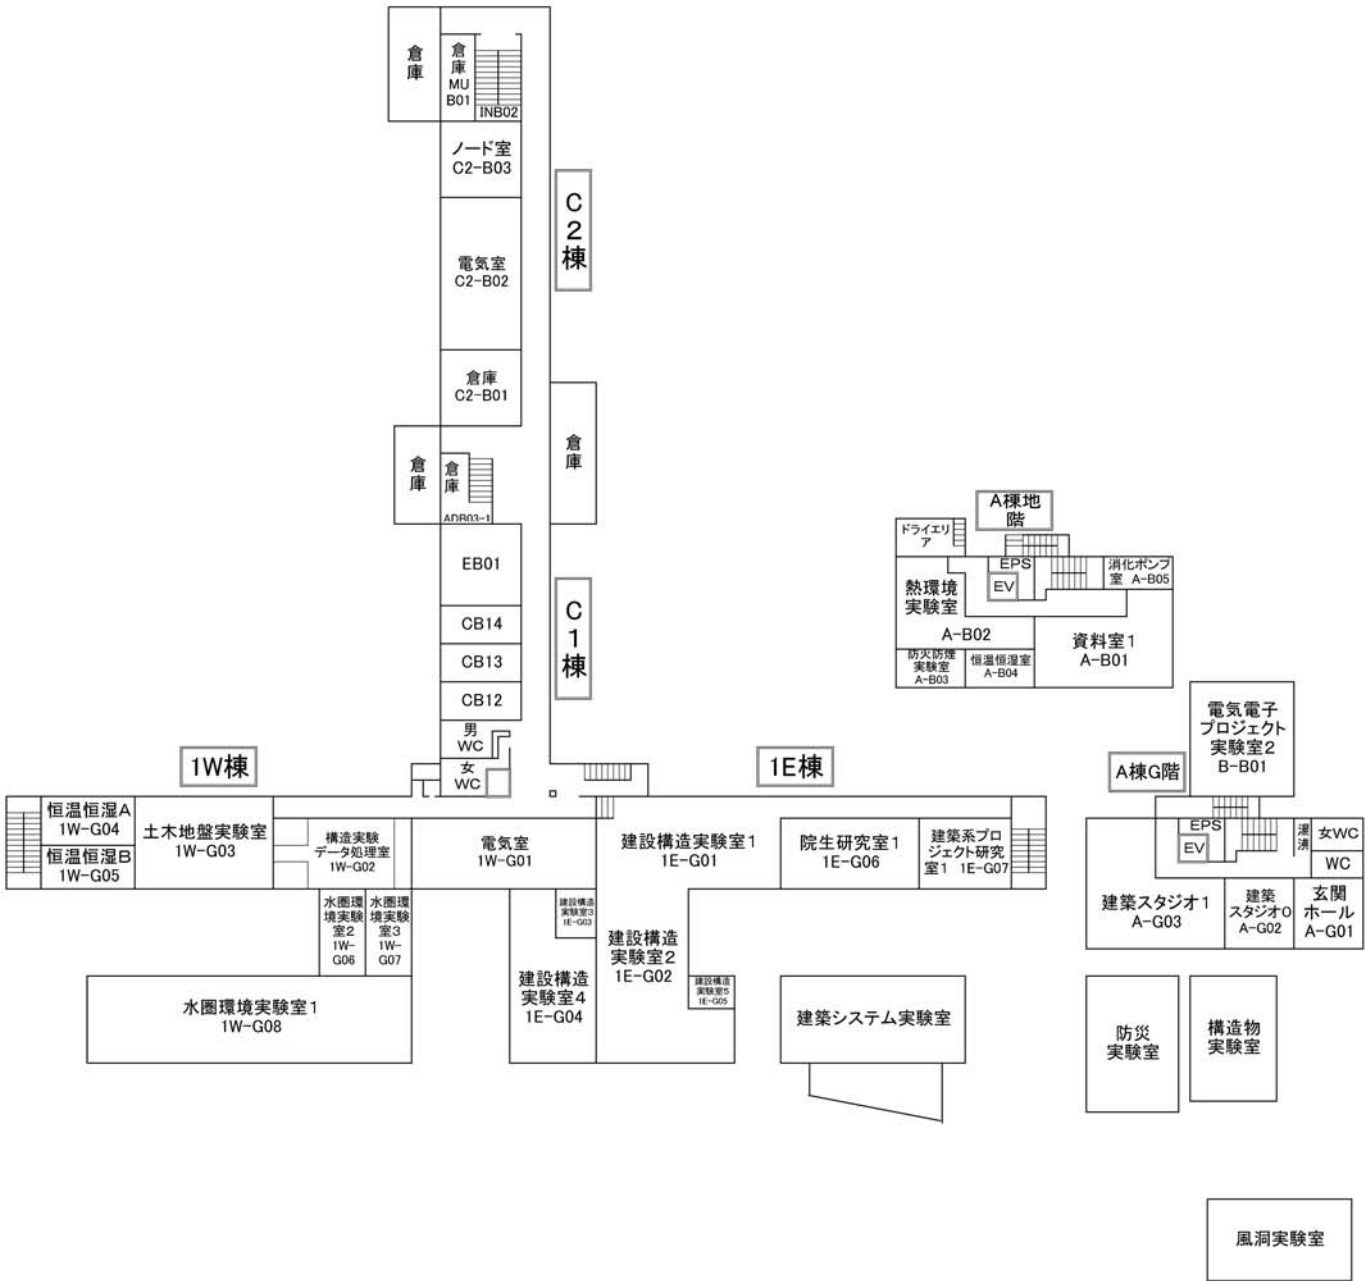 倉庫
倉庫
MU
B01
INB02
ノード室
C2-B03
C2棟
電気室
C2-B02
倉庫
C2-B01
倉庫
倉庫
ADB03-1
倉庫
EB01
CB14
C1棟
CB13
CB12
男
WC
女
WC
A棟地
階
ドライエリ
ア
EPS
EV
消化ポンプ
室 A-B05
熱環境
実験室
A-B02
資料室1
A-B01
防火防煙
実験室
A-B03
恒温恒湿室
A-B04
電気電子
プロジェクト
実験室2
B-B01
1W棟
1E棟
A棟G階
恒温恒湿A
1W-G04
恒温恒湿B
1W-G05
土木地盤実験室
1W-G03
構造実験
データ処理室
1W-G02
電気室
1W-G01
建設構造実験室1
1E-G01
院生研究室1
1E-G06
建築系プロ
ジェクト研究
室1 1E-G07
EPS
EV
湯沸
女WC
WC
建築スタジオ1
A-G03
建築
スタジオ0
A-G02
玄関
ホール
A-G01
水圏環
境実験
室2
1W-
G06
水圏環
境実験
室3
1W-
G07
建設構造
実験室3
1E-G03
建設構造
実験室2
1E-G02
建設構造
実験室4
1E-G04
建設構造
実験室5
1E-G05
水圏環境実験室1
1W-G08
建築システム実験室
防災
実験室
構造物
実験室
風洞実験室